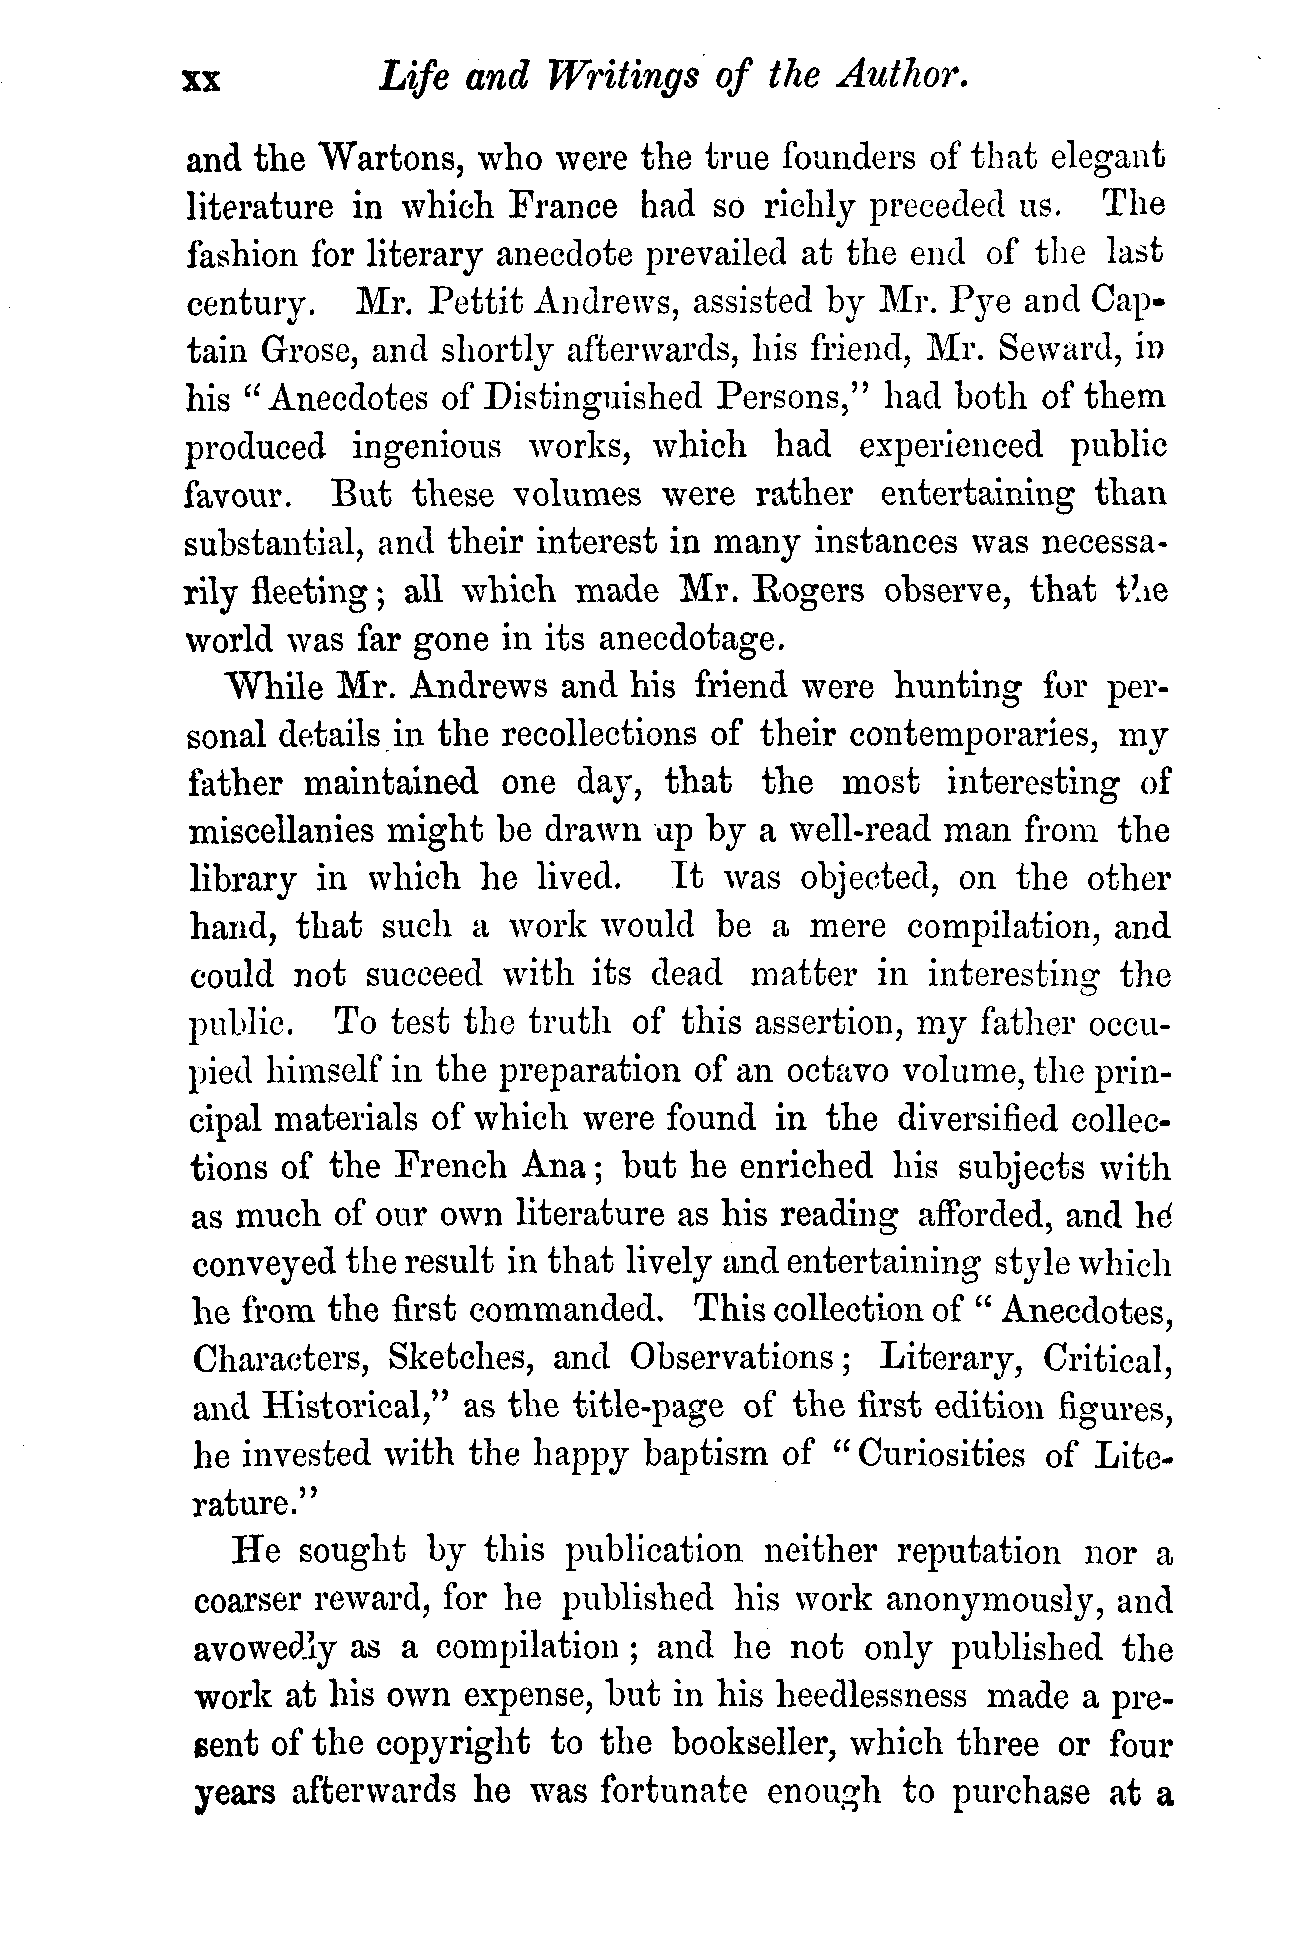 xx Life and Writings of the Author.
and the Wartons, who were the true founders of that elegant
literature in which France had so richly preceded us. The
fashion for literary anecdote prevailed at the end of the last
century. Mr. Pettit Andrews, assisted by Mr. Pye and Cap-
tain Grose, and shortly afterwards, his friend, Mr. Seward, in
his “Anecdotes of Distinguished Persons,” had both of them
produced ingenious works, which had experienced public
favour. But these volumes were rather entertaining than
substantial, and their interest in many instances was necessa-
rily fleeting; all which made Mr. Rogers observe, that the
world was far gone in its anecdotage.
While Mr. Andrews and his friend were hunting for per-
sonal details in the recollections of their contemporaries, my
father maintained one day, that the most interesting of
miscellanies might be drawn up by a well-read man from the
library in which he lived. It was objected, on the other
hand, that such a work would be a mere compilation, and
could not succeed with its dead matter in interesting the
public. To test the truth of this assertion, my father occu-
pied himself in the preparation of an octavo volume, the prin-
cipal materials of which were found in the diversified collec-
tions of the French Ana; but he enriched his subjects with
as much of our own literature as his reading afforded, and he
conveyed the result in that lively and entertaining style which
he from the first commanded. This collection of “Anecdotes,
Characters, Sketches, and Observations; Literary, Critical,
and Historical,” as the title-page of the first edition figures,
he invested with the happy baptism of “Curiosities of Lite-
rature.”
He sought by this publication neither reputation nor a
coarser reward, for he published his work anonymously, and
avowedly as a compilation; and he not only published the
work at his own expense, but in his heedlessness made a pre-
sent of the copyright to the bookseller, which three or four
years afterwards he was fortunate enough to purchase at a